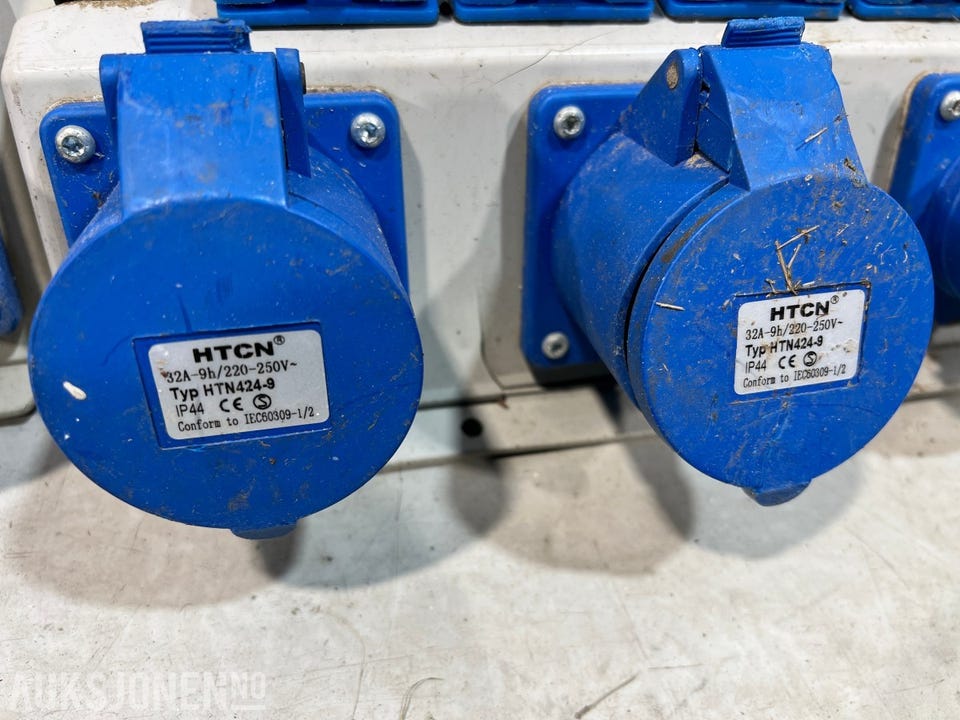 HTCN®
32A-9h/220-250V~
Typ HTN424-9
IP44 CE Ⓢ
Conform to IEC60309-1/2
HTCN®
32A-9h/220-250V~
Typ HTN424-9
IP44 CE Ⓢ
Conform to IEC60309-1/2
AUKSJONEN.NO